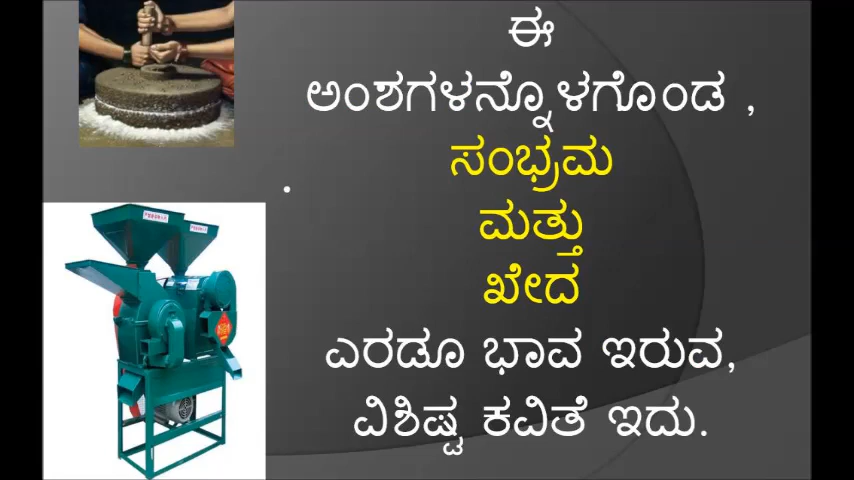 ಈ
ಅಂಶಗಳನ್ನೊಳಗೊಂಡ ,
ಸಂಭ್ರಮ
ಮತ್ತು
ಖೇದ
ಎರಡೂ ಭಾವ ಇರುವ,
ವಿಶಿಷ್ಟ ಕವಿತೆ ಇದು.